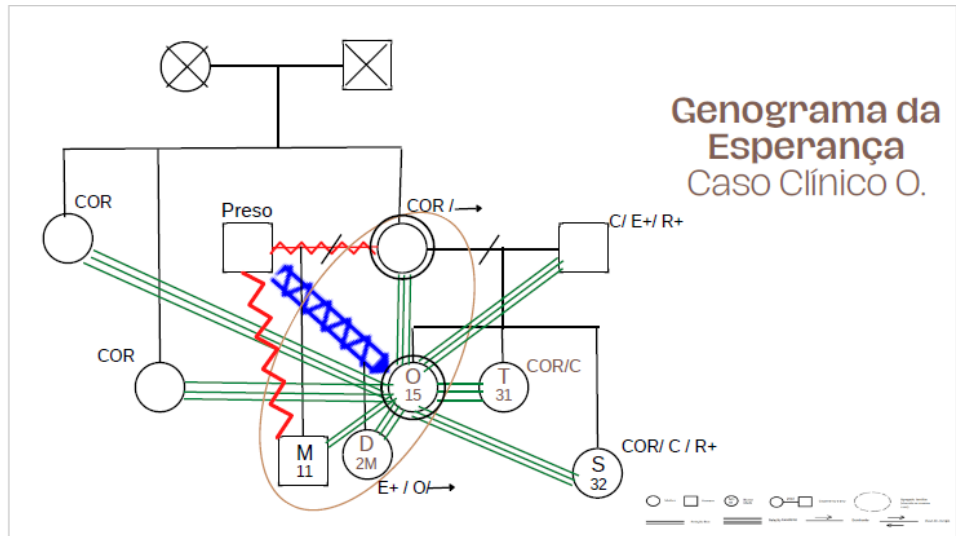 Genograma da
Esperança
Caso Clínico O.
COR
Preso
COR /
C/ E+/ R+
COR
O
15
T
31
COR/C
M
11
D
2M
E+ / O/
COR/ C / R+
S
32